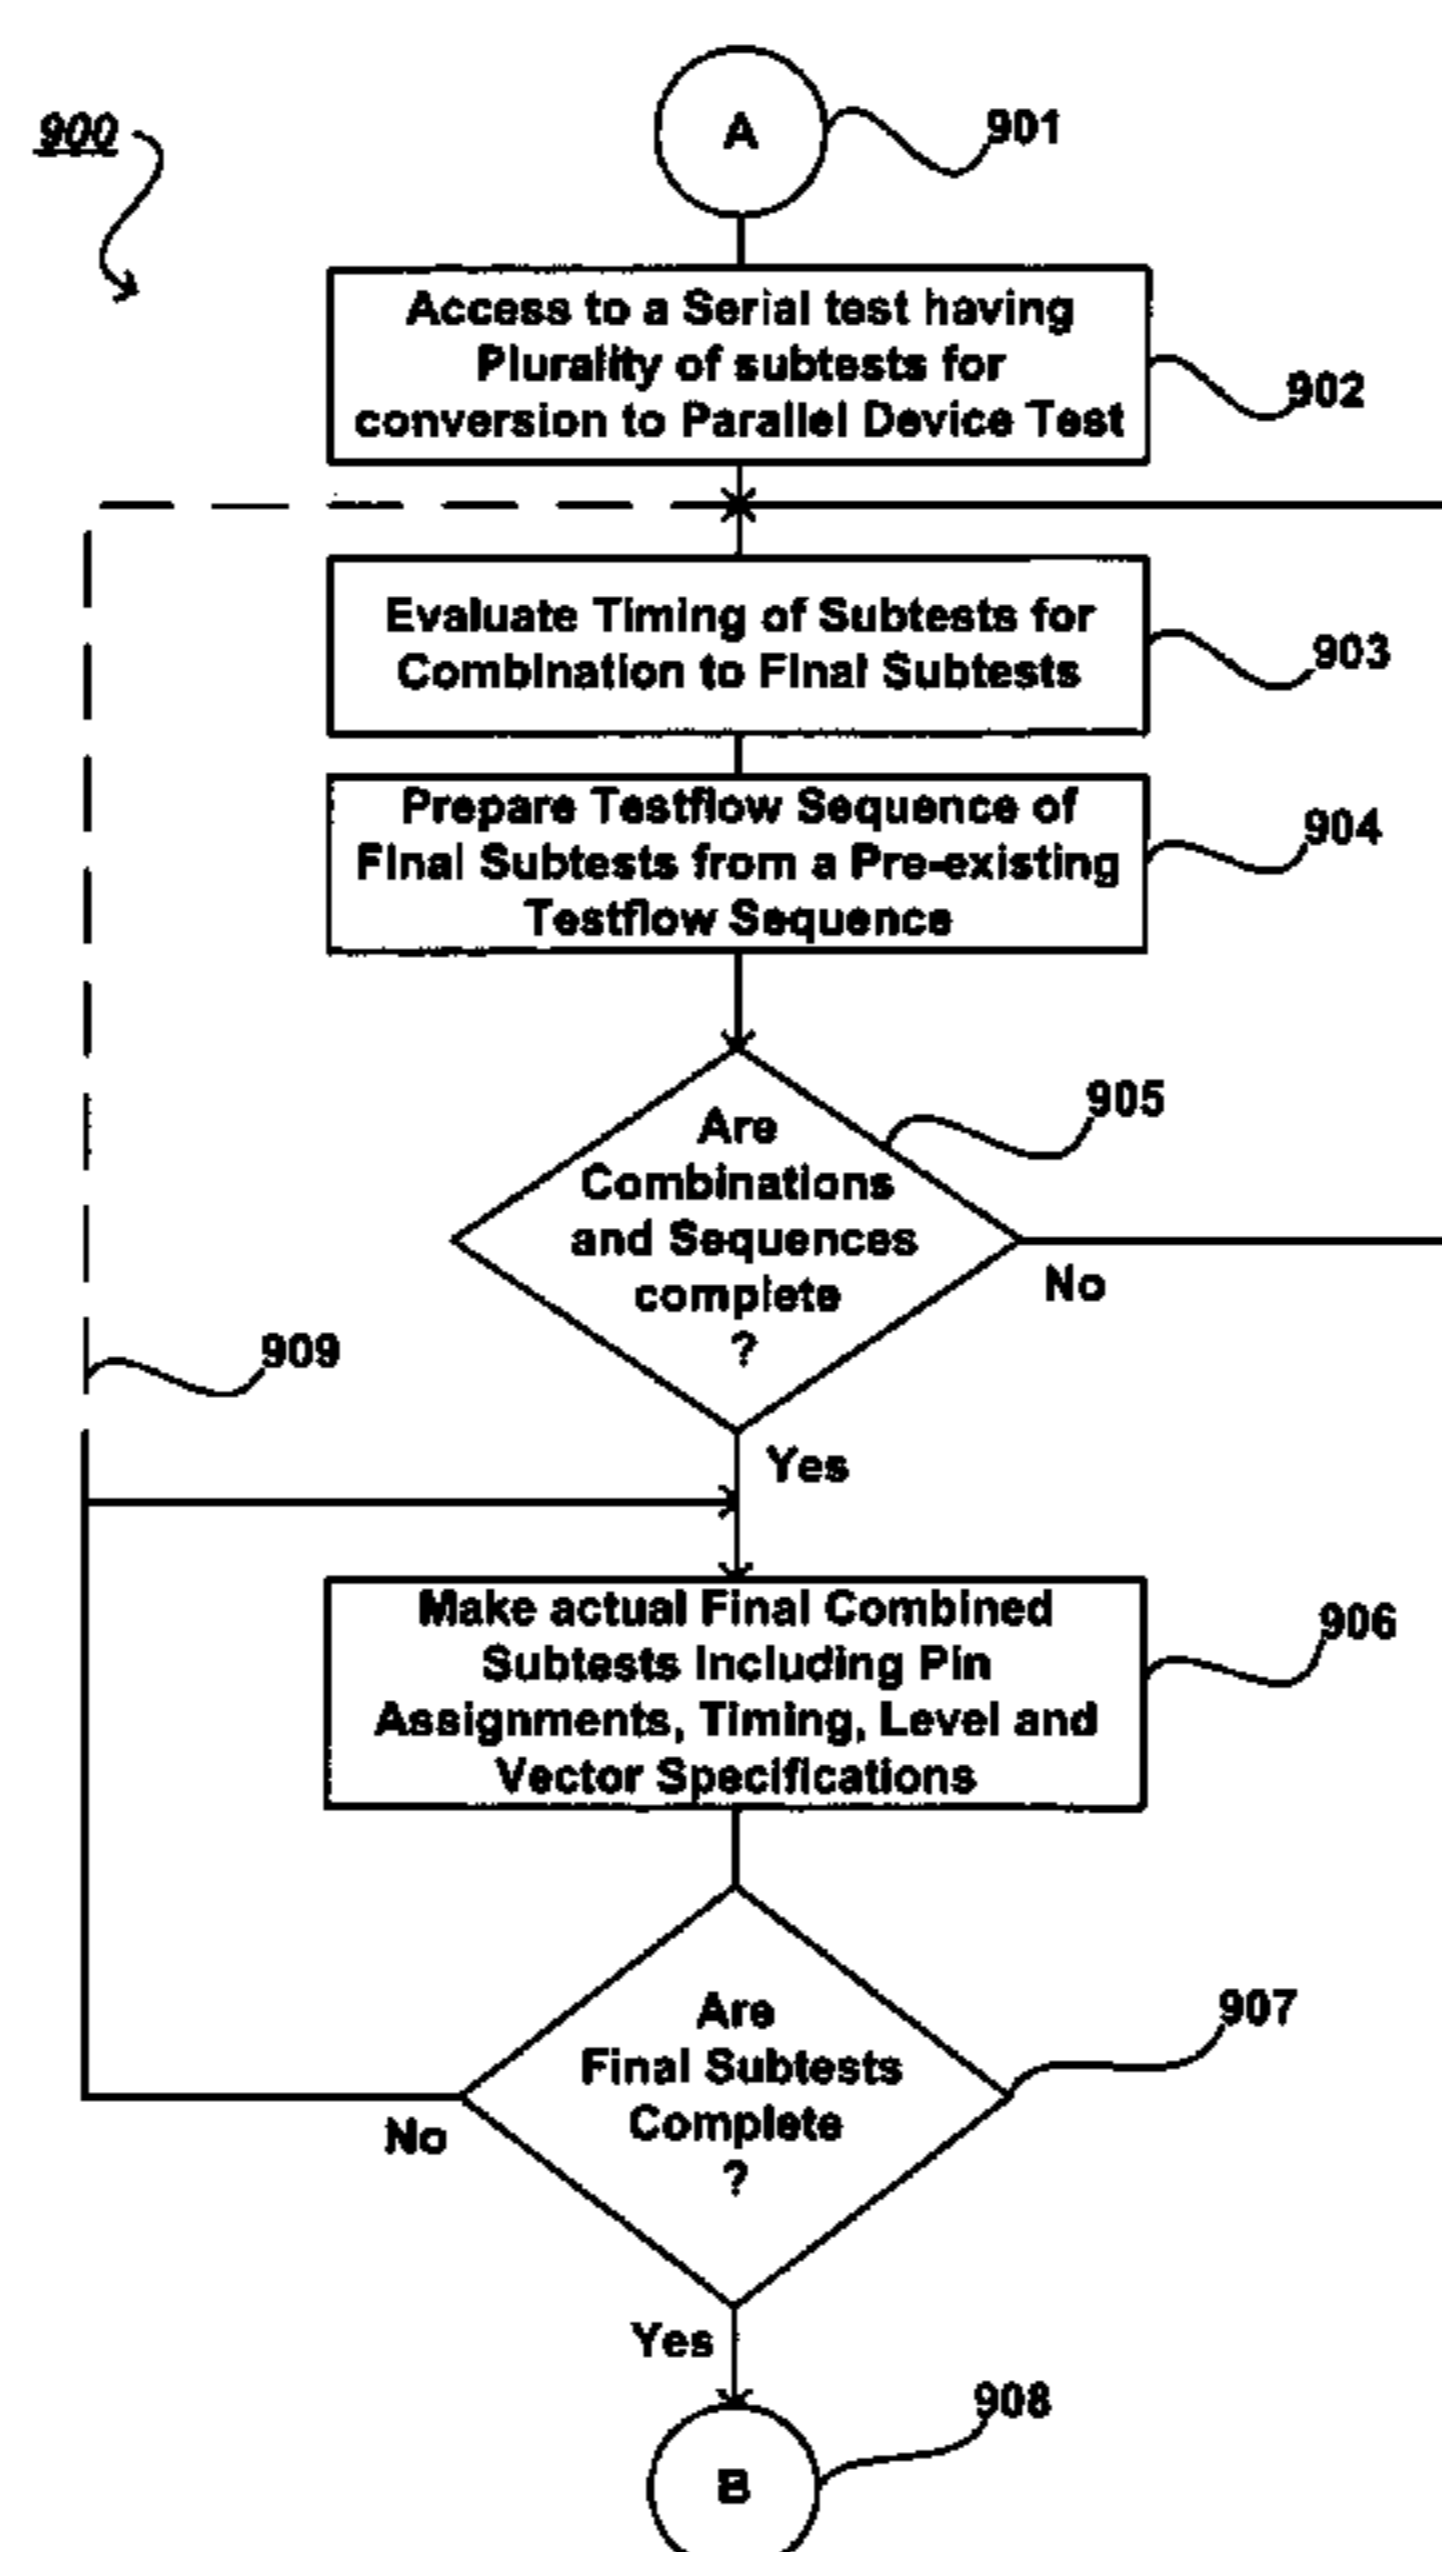 900
A
901
Access to a Serial test having
Plurality of subtests for
conversion to Parallel Device Test
902
Evaluate Timing of Subtests for
Combination to Final Subtests
903
Prepare Testflow Sequence of
Final Subtests from a Pre-existing
Testflow Sequence
904
Are
Combinations
and Sequences
complete
?
905
No
909
Yes
Make actual Final Combined
Subtests Including Pin
Assignments, Timing, Level and
Vector Specifications
906
Are
Final Subtests
Complete
?
907
No
Yes
908
B